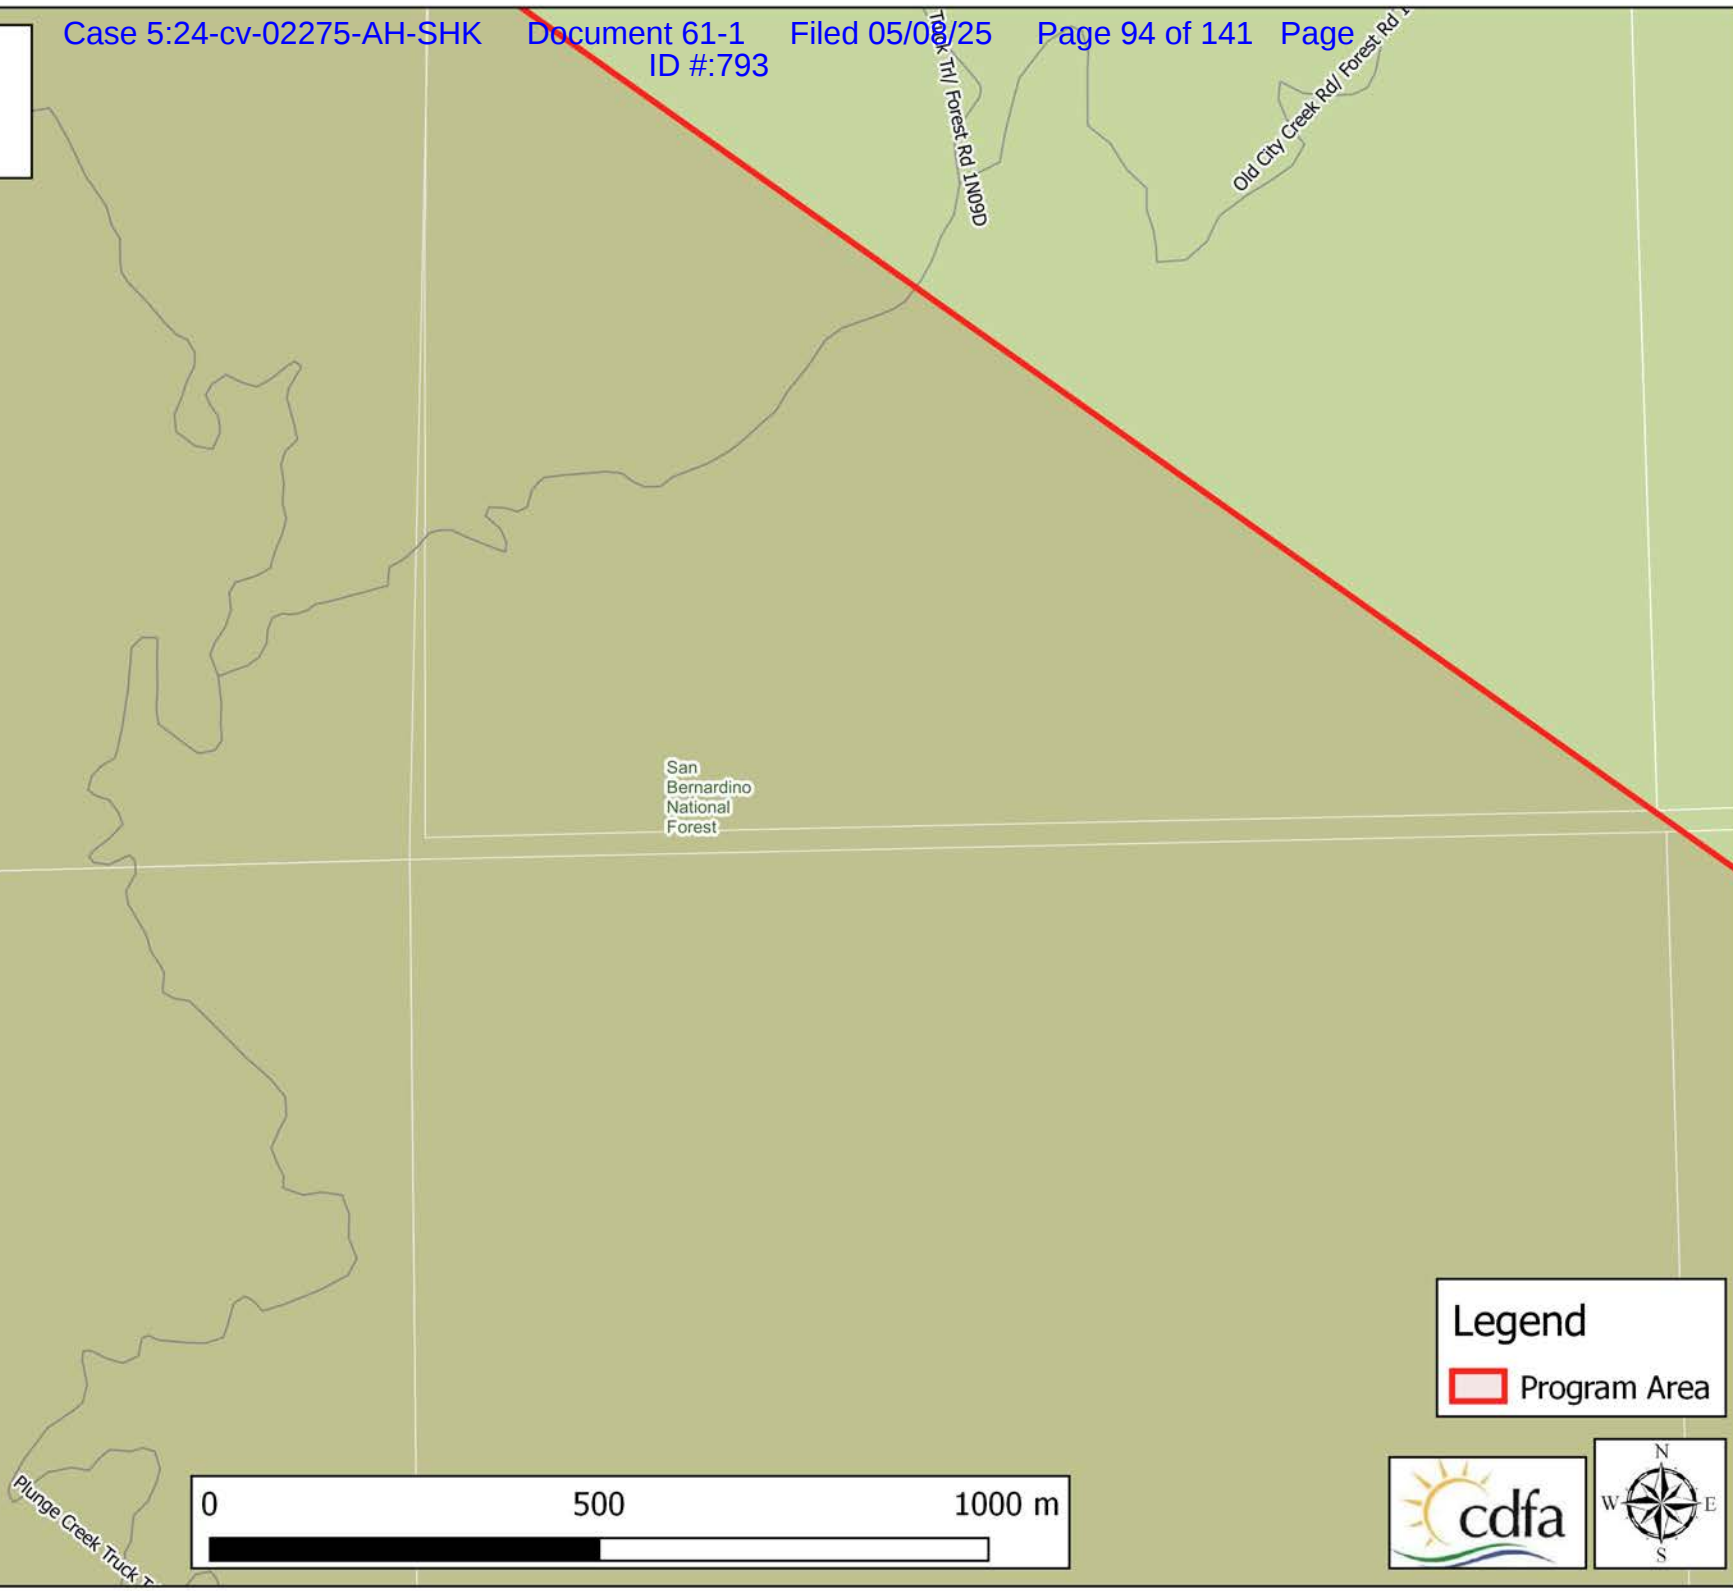 Case 5:24-cv-02275-AH-SHK Document 61-1 Filed 05/08/25 Page 94 of 141 Page
ID #:793
Trl/ Forest Rd 1N09D
Old City Creek Rd/ Forest Rd
San
Bernardino
National
Forest
Legend
Program Area
Plunge Creek Truck
0 500 1000 m
cdfa
N
W E
S